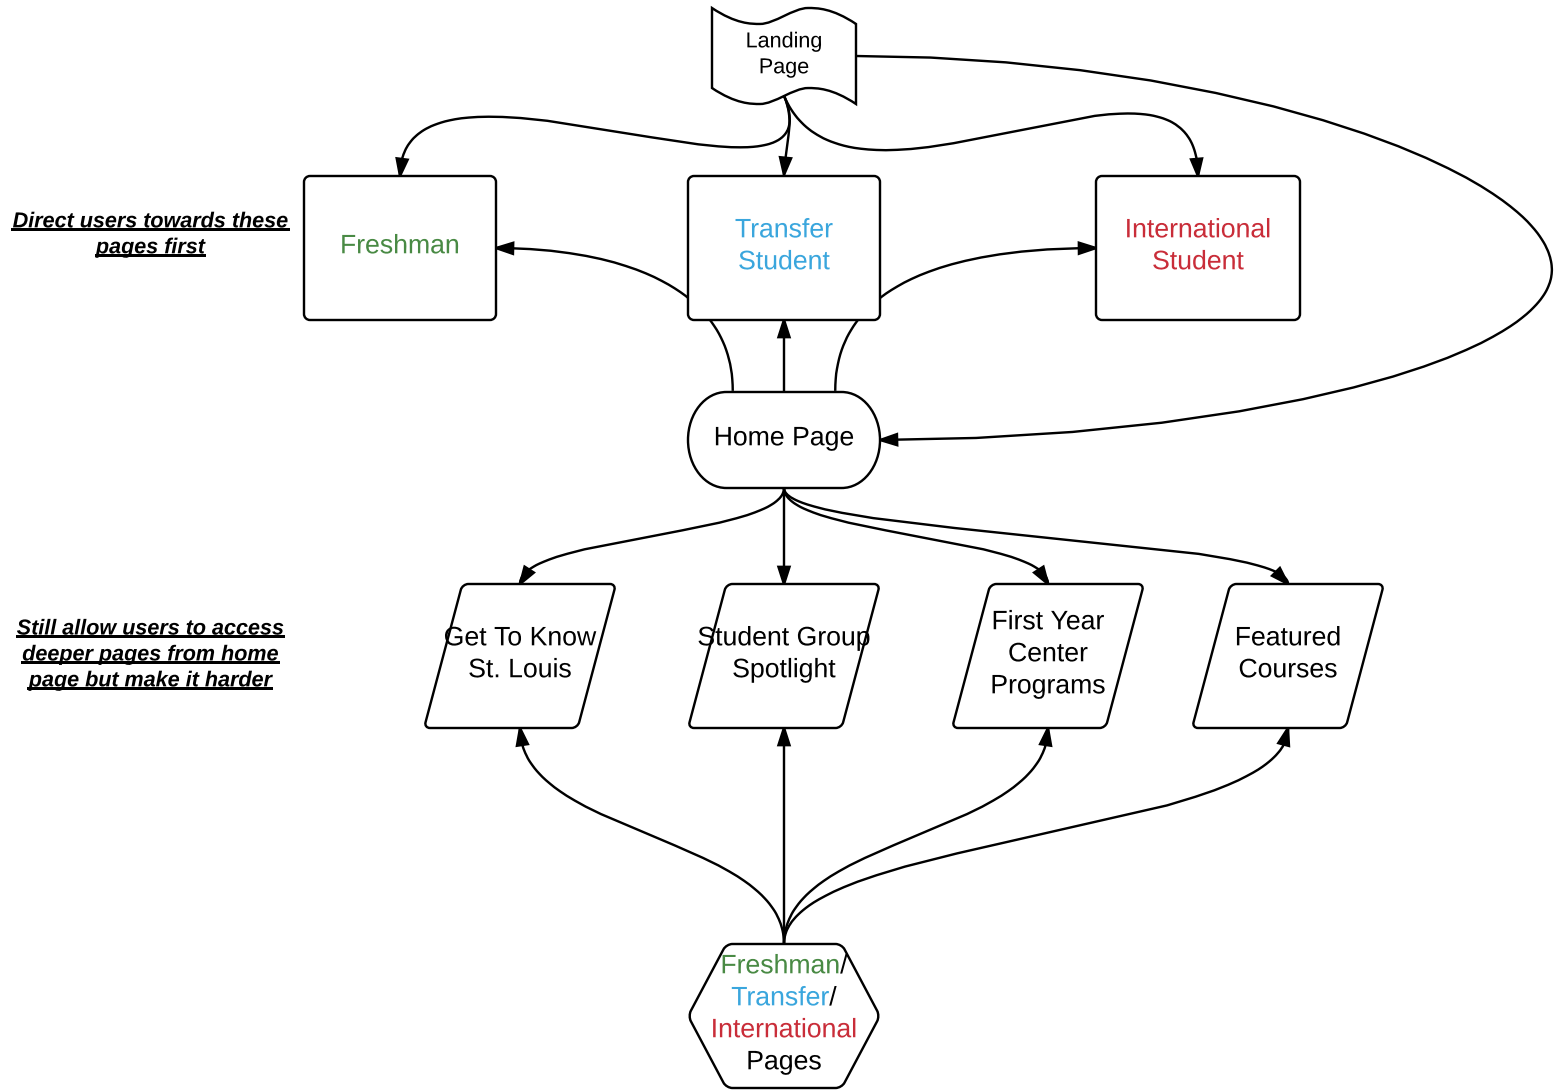 Landing
Page
Direct users towards these
pages first
Freshman
Transfer
Student
International
Student
Home Page
Still allow users to access
deeper pages from home
page but make it harder
Get To Know
St. Louis
Student Group
Spotlight
First Year
Center
Programs
Featured
Courses
Freshman/
Transfer/
International
Pages